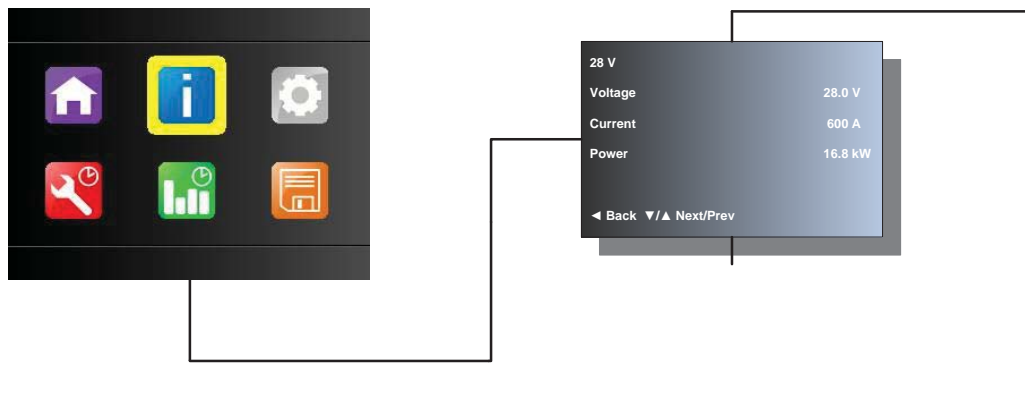 i
28 V
Voltage 28.0 V
Current 600 A
Power 16.8 kW
◄ Back ▼/▲ Next/Prev